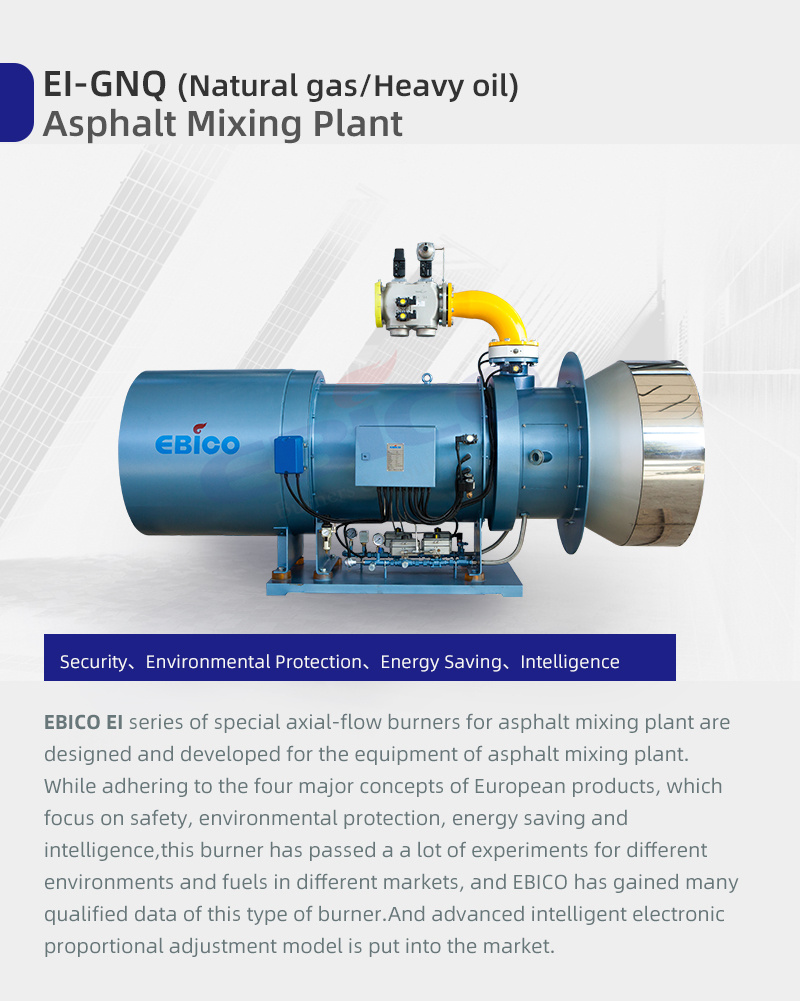 EI-GNQ (Natural gas/Heavy oil)
Asphalt Mixing Plant
EBICO
EBICO
Security、Environmental Protection、Energy Saving、Intelligence
EBICO EI series of special axial-flow burners for asphalt mixing plant are
designed and developed for the equipment of asphalt mixing plant.
While adhering to the four major concepts of European products, which
focus on safety, environmental protection, energy saving and
intelligence,this burner has passed a a lot of experiments for different
environments and fuels in different markets, and EBICO has gained many
qualified data of this type of burner.And advanced intelligent electronic
proportional adjustment model is put into the market.